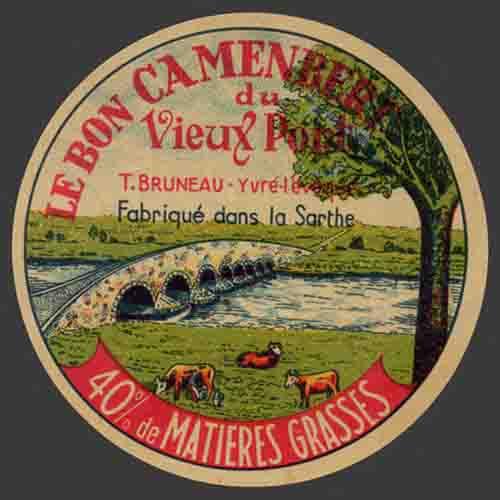 LE BON CAMEMBERT
du
Vieux Pont
T. BRUNEAU - Yvré-l'évêque
Fabriqué dans la Sarthe
40% de MATIERES GRASSES